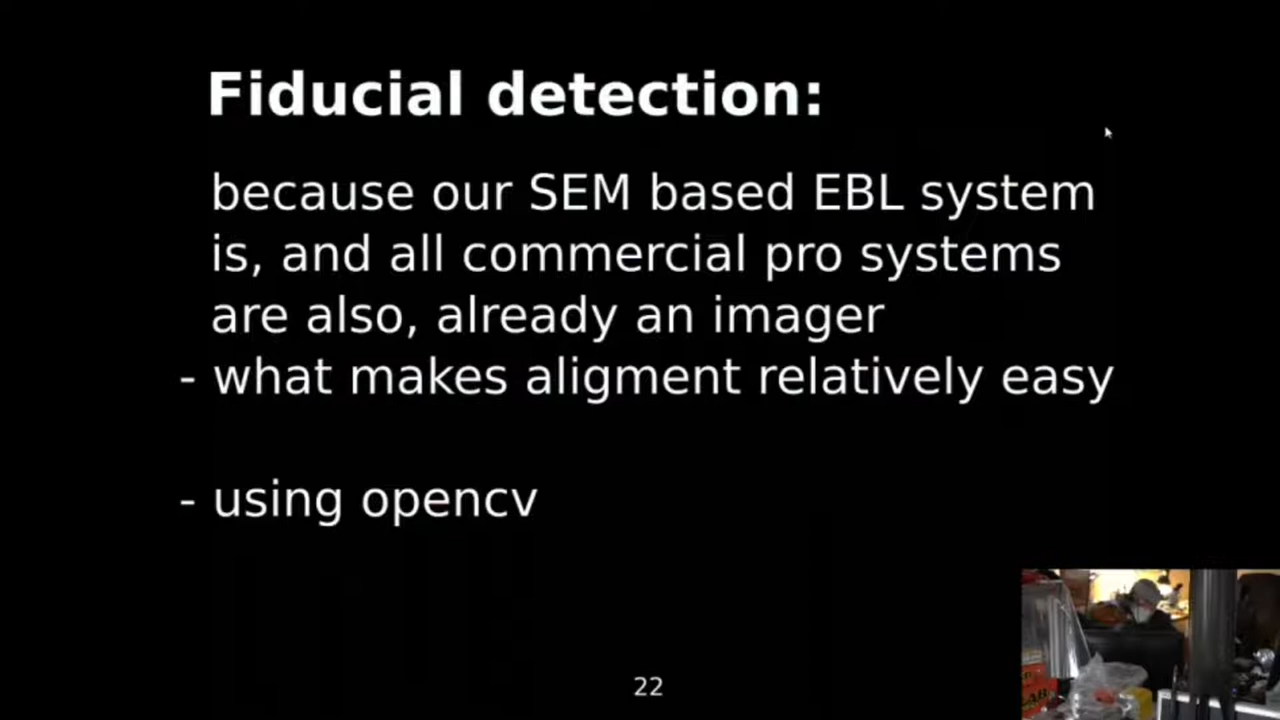 Fiducial detection:
because our SEM based EBL system
is, and all commercial pro systems
are also, already an imager
- what makes aligment relatively easy
- using opencv
22